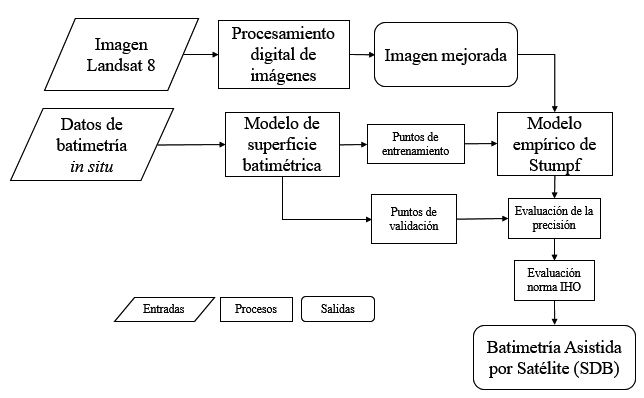 Imagen
Landsat 8
Procesamiento
digital de
imágenes
Imagen mejorada
Datos de
batimetría
in situ
Modelo de
superficie
batimétrica
Puntos de
entrenamiento
Modelo
empírico de
Stumpf
Puntos de
validación
Evaluación de la
precisión
Evaluación
norma IHO
Entradas
Procesos
Salidas
Batimetría Asistida
por Satélite (SDB)